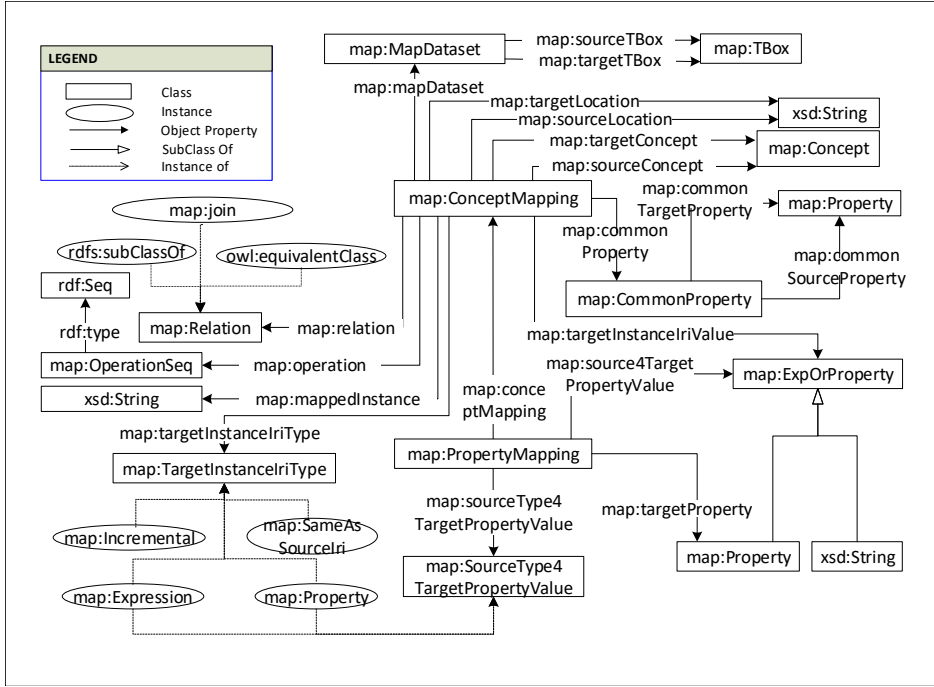 LEGEND
Class
Instance
Object Property
SubClass Of
Instance of
map:MapDataset
map:sourceTBox
map:targetTBox
map:TBox
map:mapDataset
map:targetLocation
map:sourceLocation
xsd:String
map:targetConcept
map:sourceConcept
map:Concept
map:ConceptMapping
map:common
TargetProperty
map:Property
map:common
Property
map:common
SourceProperty
map:CommonProperty
map:join
rdfs:subClassOf
owl:equivalentClass
rdf:Seq
rdf:type
map:Relation
map:relation
map:OperationSeq
map:operation
xsd:String
map:mappedInstance
map:targetInstanceIriType
map:TargetInstanceIriType
map:targetInstanceIriValue
map:source4Target
PropertyValue
map:ExpOrProperty
map:conce
ptMapping
map:PropertyMapping
map:sourceType4
TargetPropertyValue
map:targetProperty
map:Incremental
map:SameAs
SourceIri
map:Expression
map:Property
map:SourceType4
TargetPropertyValue
map:Property
xsd:String